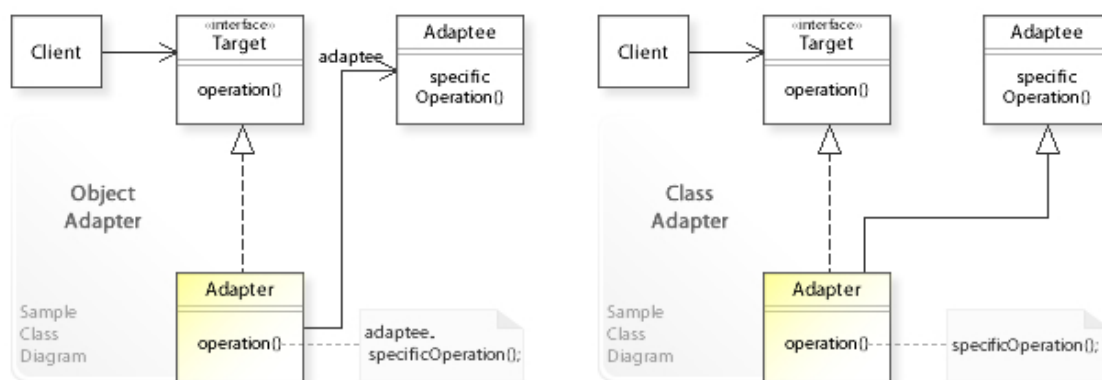 Client
«interface»
Target
operation()
adaptee
Adaptee
specific
Operation()
Object
Adapter
Adapter
operation()
adaptee.
specificOperation();
Sample
Class
Diagram
Client
«interface»
Target
operation()
Adaptee
specific
Operation()
Class
Adapter
Adapter
operation()
specificOperation();
Sample
Class
Diagram